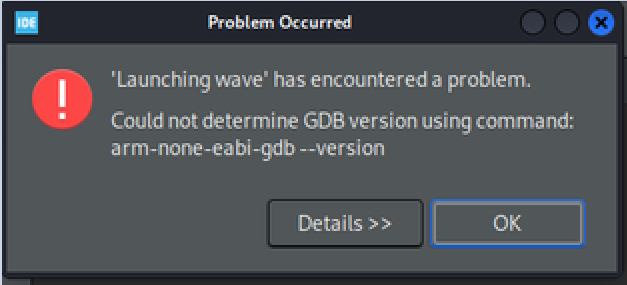 IDE
Problem Occurred
'Launching wave' has encountered a problem.
Could not determine GDB version using command:
arm-none-eabi-gdb --version
Details >>
OK